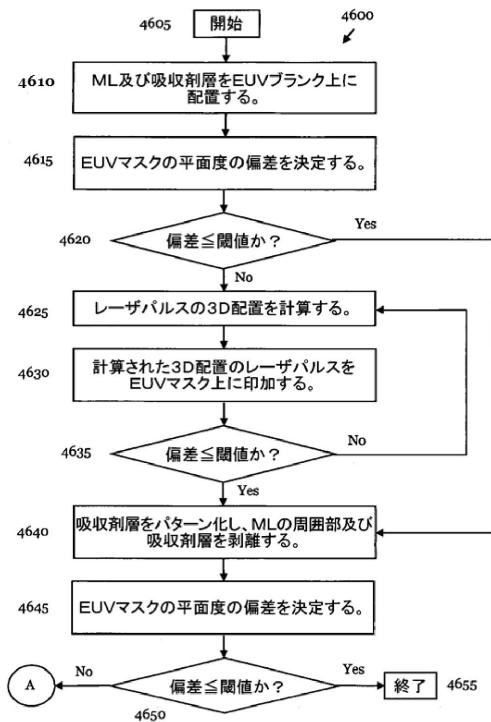 4605
開始
4600
4610
ML及び吸収剤層をEUVブランク上に
配置する。
4615
EUVマスクの平面度の偏差を決定する。
4620
偏差≦閾値か?
Yes
No
4625
レーザパルスの3D配置を計算する。
4630
計算された3D配置のレーザパルスを
EUVマスク上に印加する。
4635
偏差≦閾値か?
No
Yes
4640
吸収剤層をパターン化し、MLの周囲部及び
吸収剤層を剥離する。
4645
EUVマスクの平面度の偏差を決定する。
A
No
偏差≦閾値か?
Yes
終了
4655
4650